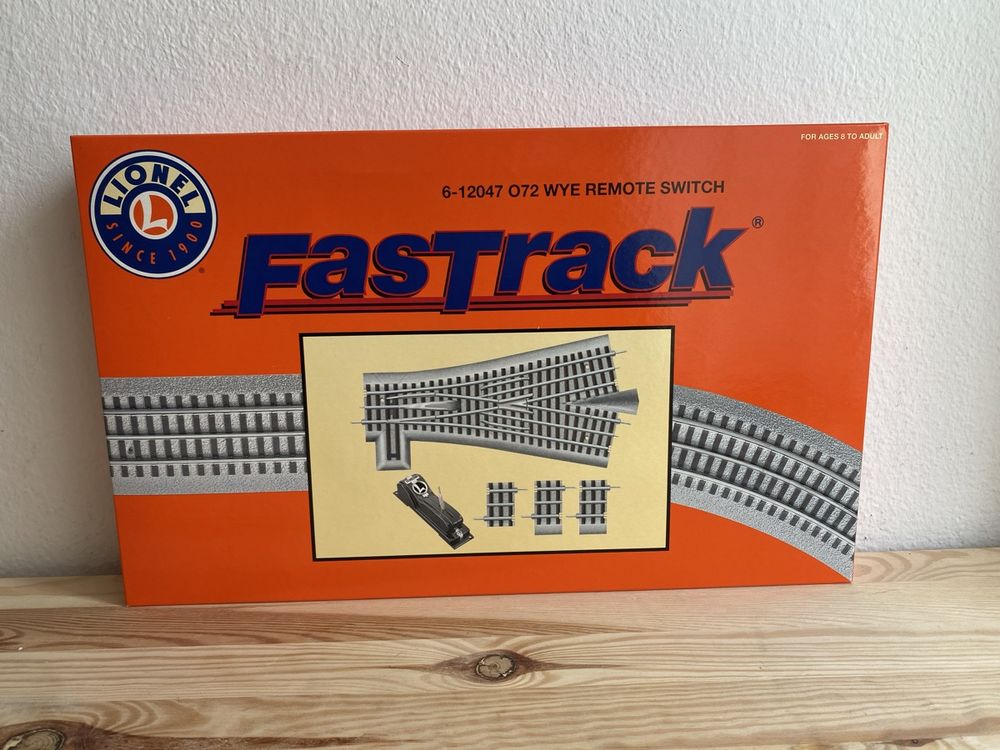 FOR AGES 8 TO ADULT
LIONEL
SINCE 1900
®
6-12047 O72 WYE REMOTE SWITCH
FasTrack®
L